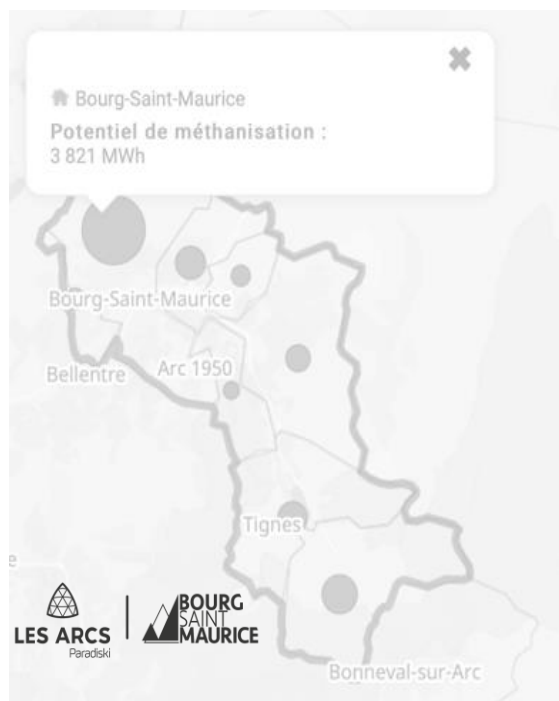 Bourg-Saint-Maurice
Potentiel de méthanisation :
3 821 MWh
Bourg-Saint-Maurice
Bellentre
Arc 1950
Tignes
e
LES ARCS
Paradiski
BOURG
SAINT
MAURICE
Bonneval-sur-Arc